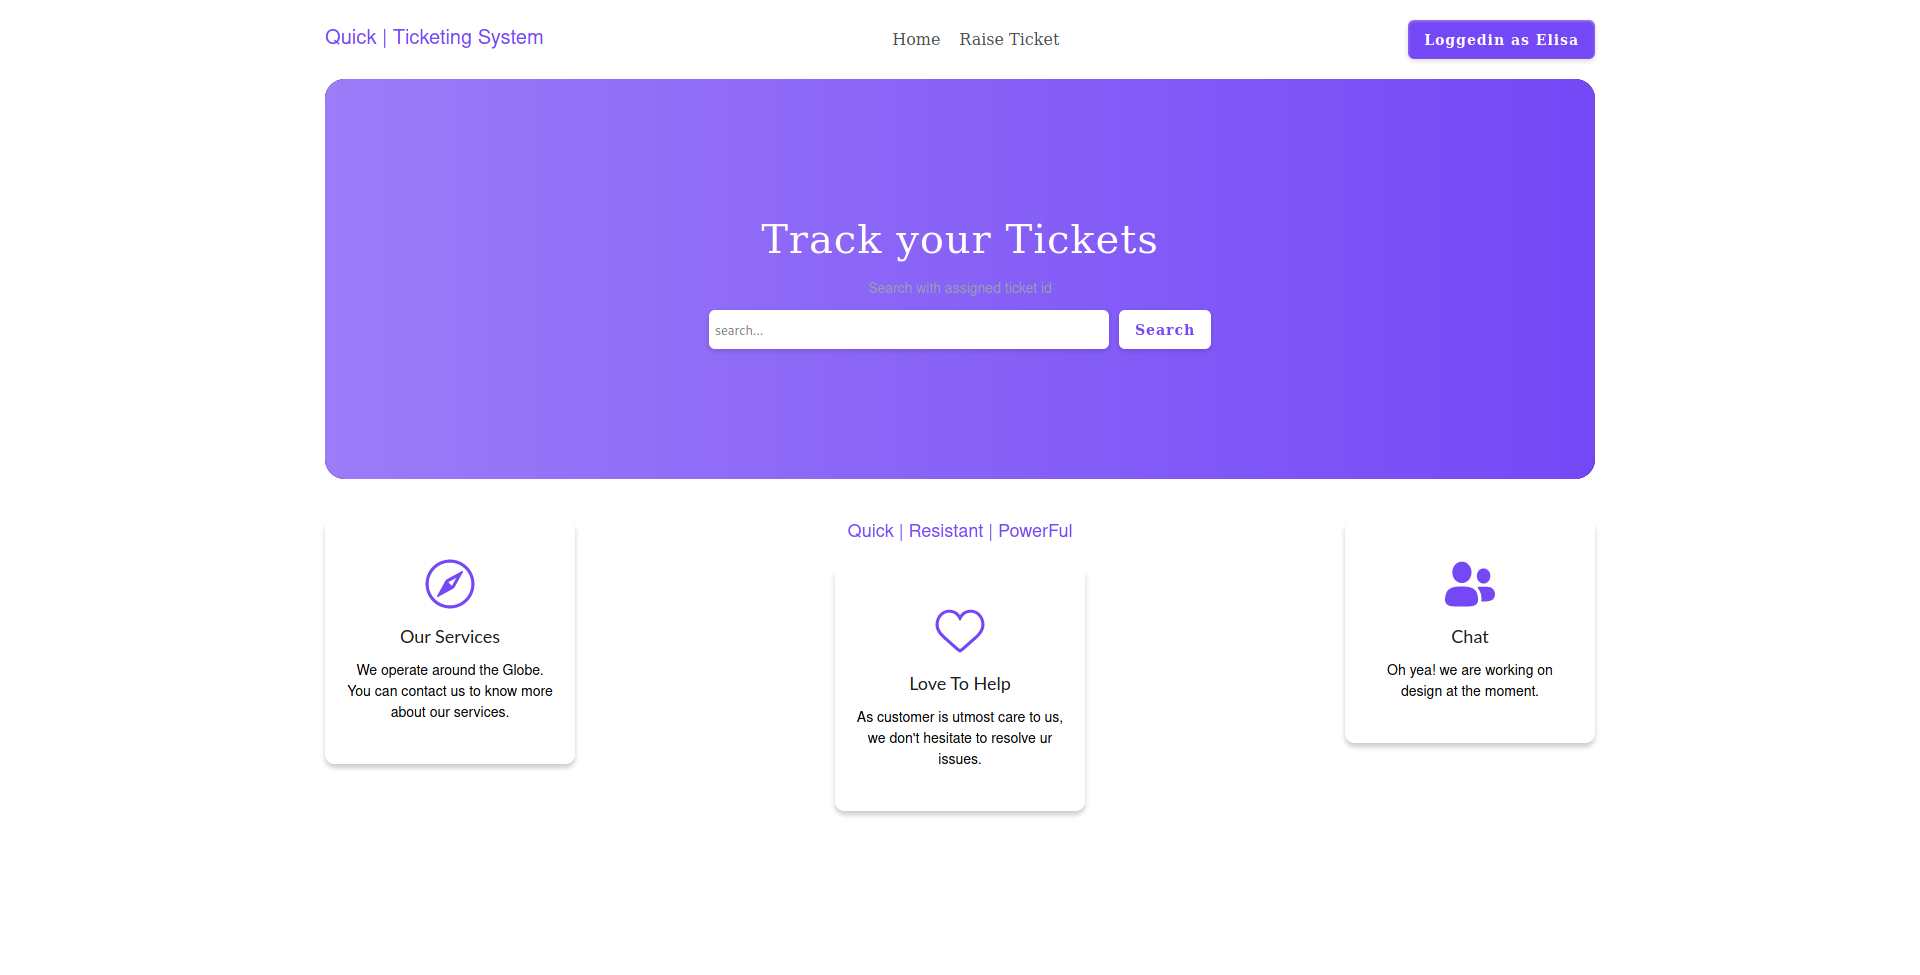 Quick | Ticketing System
Home
Raise Ticket
Loggedin as Elisa
Track your Tickets
Search with assigned ticket id
search...
Search
Our Services
We operate around the Globe.
You can contact us to know more
about our services.
Quick | Resistant | PowerFul
Love To Help
As customer is utmost care to us,
we don't hesitate to resolve ur
issues.
Chat
Oh yea! we are working on
design at the moment.